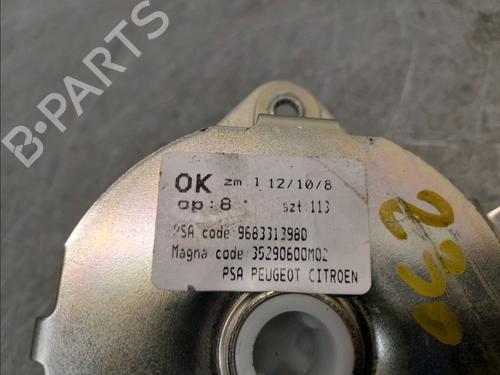 B-PARTS
OK zm.1 12/10/8
op:8 szt:113
PSA code:9683313980
Magna code:35290600M02
PSA PEUGEOT CITROEN
230